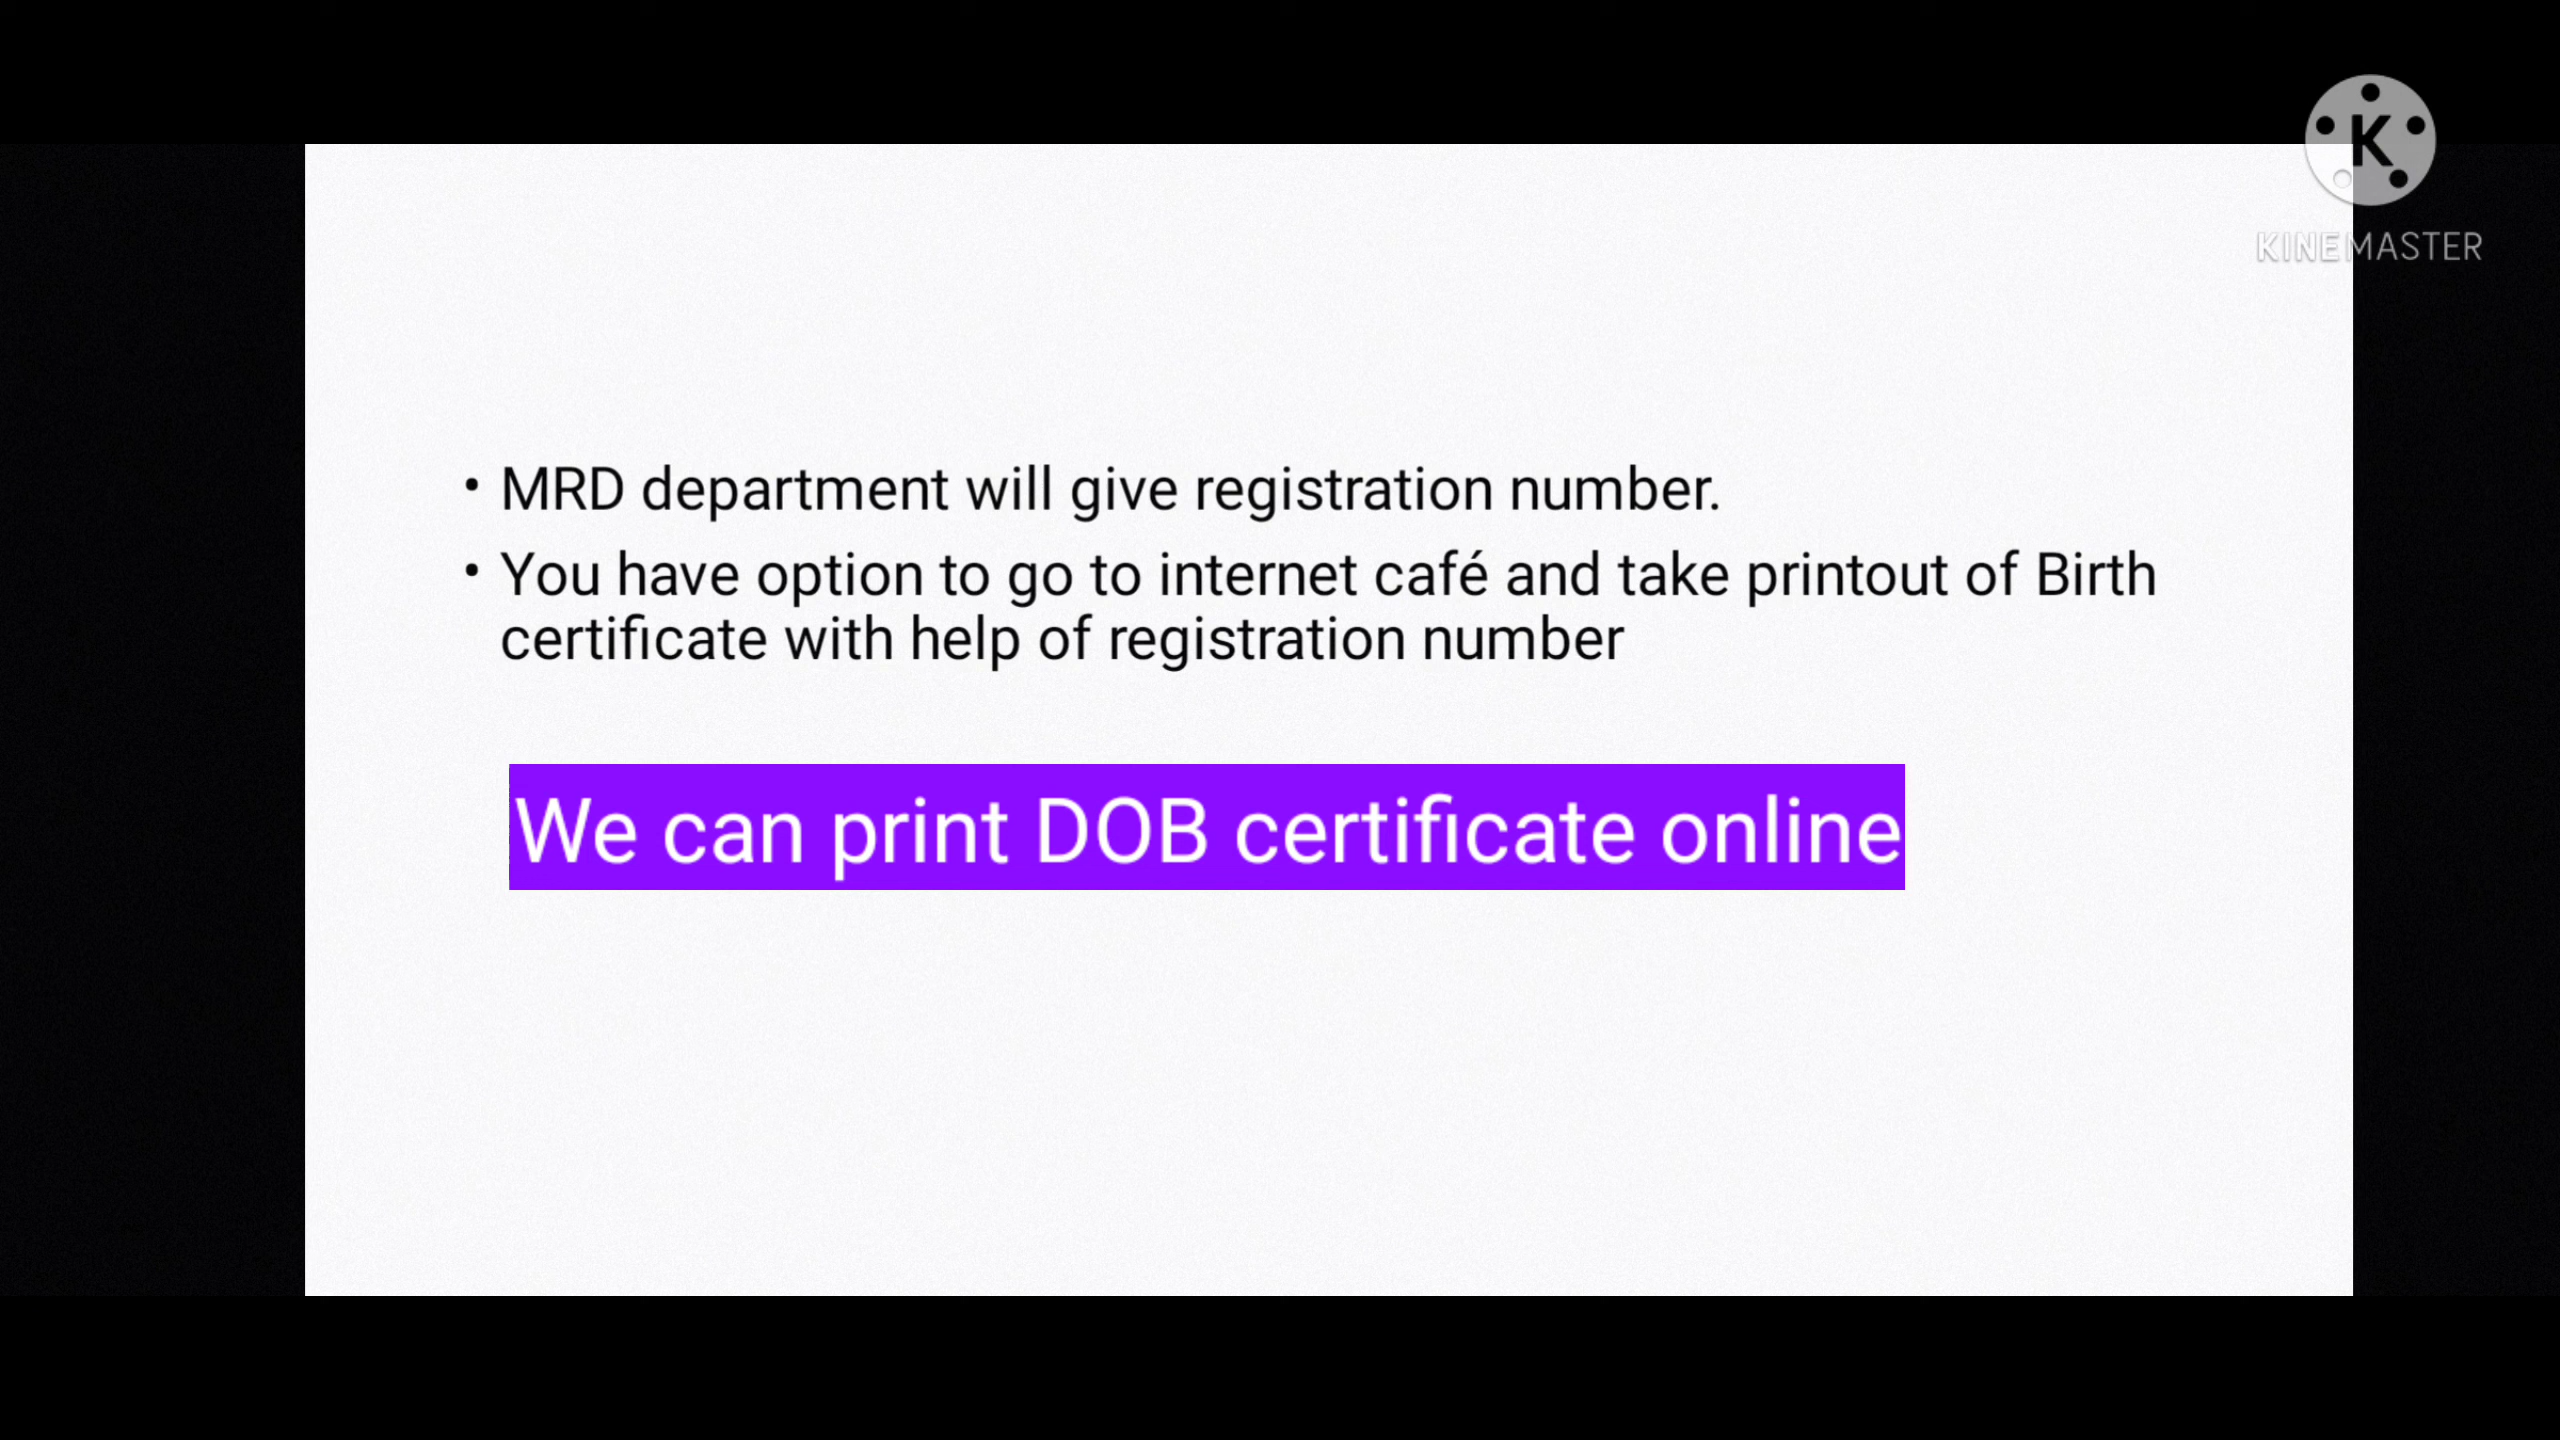 K
KINEMASTER
• MRD department will give registration number.
• You have option to go to internet café and take printout of Birth
certificate with help of registration number
We can print DOB certificate online